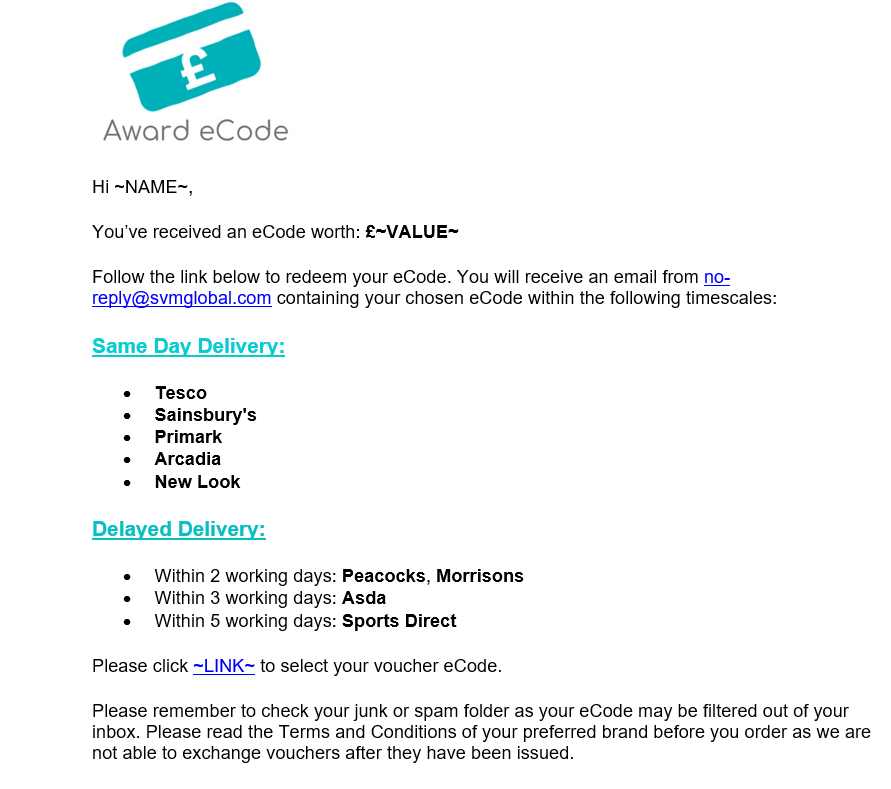 £
Award eCode
Hi ~NAME~,
You've received an eCode worth: £~VALUE~
Follow the link below to redeem your eCode. You will receive an email from no-
reply@svmglobal.com containing your chosen eCode within the following timescales:
Same Day Delivery:
• Tesco
• Sainsbury's
• Primark
• Arcadia
• New Look
Delayed Delivery:
• Within 2 working days: Peacocks, Morrisons
• Within 3 working days: Asda
• Within 5 working days: Sports Direct
Please click ~LINK~ to select your voucher eCode.
Please remember to check your junk or spam folder as your eCode may be filtered out of your
inbox. Please read the Terms and Conditions of your preferred brand before you order as we are
not able to exchange vouchers after they have been issued.